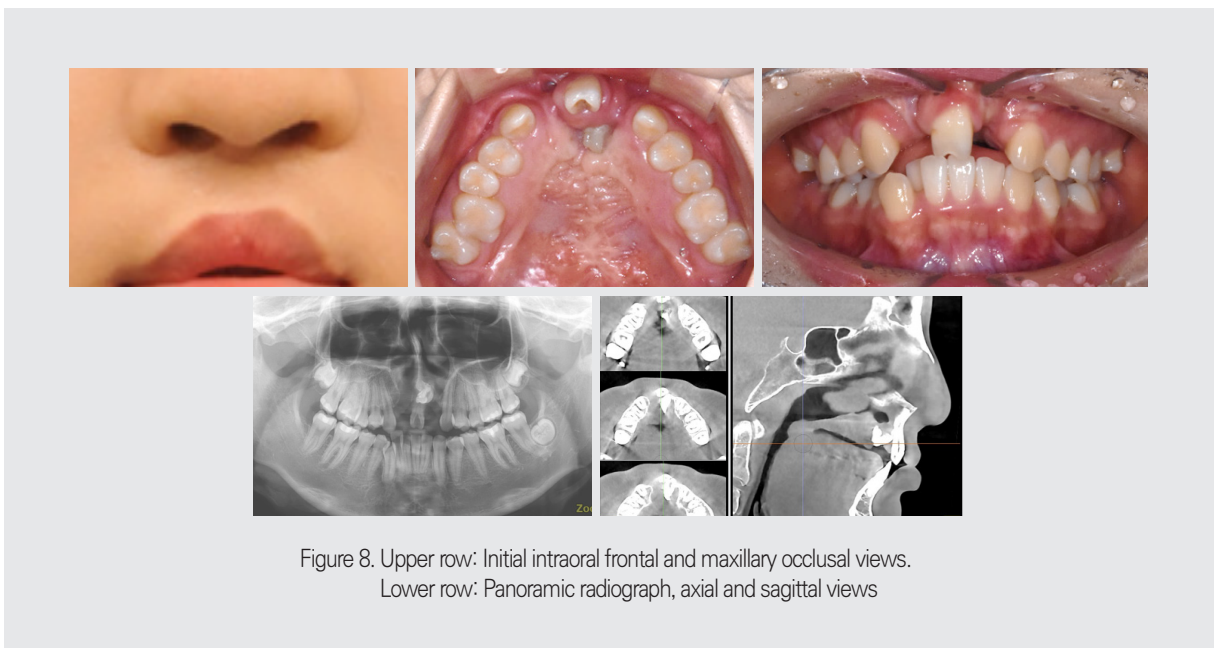 Zo
Figure 8. Upper row: Initial intraoral frontal and maxillary occlusal views.
Lower row: Panoramic radiograph, axial and sagittal views